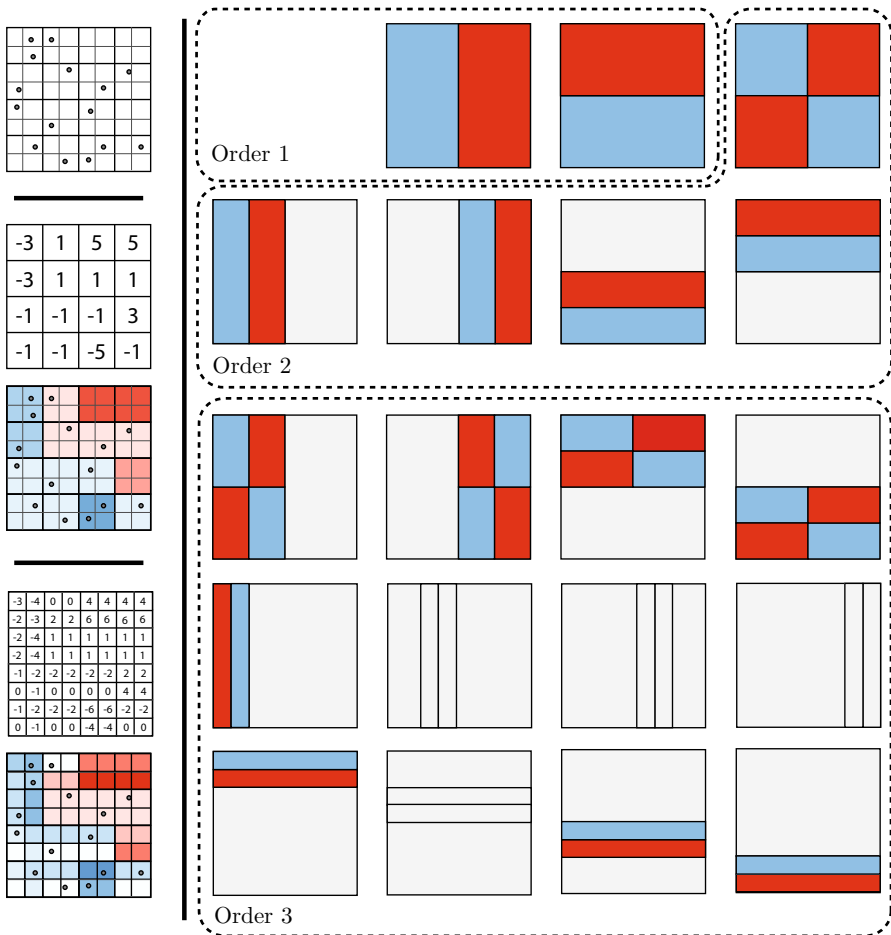 Order 1
-3 1 5 5
-3 1 1 1
-1 -1 -1 3
-1 -1 -5 -1
Order 2
-3 -4 0 0 4 4 4 4
-2 -3 2 2 6 6 6 6
-2 -4 1 1 1 1 1 1
-2 -4 1 1 1 1 1 1
-1 -2 -2 -2 -2 -2 2 2
0 -1 0 0 0 0 4 4
-1 -2 -2 -2 -6 -6 -2 -2
0 -1 0 0 -4 -4 0 0
Order 3